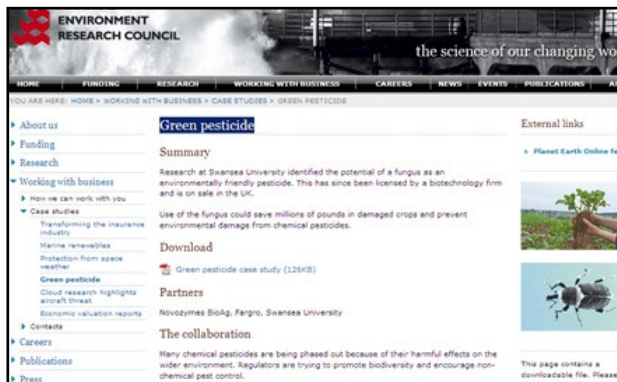 ENVIRONMENT
RESEARCH COUNCIL
the science of our changing wo
HOME FUNDING RESEARCH WORKING WITH BUSINESS CAREERS NEWS EVENTS PUBLICATIONS A
YOU ARE HERE: HOME > WORKING WITH BUSINESS > CASE STUDIES > GREEN PESTICIDE
About us
Funding
Research
Working with business
How we can work with you
Case studies
Transforming the insurance
industry
Marine renewables
Protection from space
weather
Green pesticide
Cloud research highlights
aircraft threat
Economic valuation reports
Contacts
Careers
Publications
Press
Green pesticide
Summary
Research at Swansea University identified the potential of a fungus as an
environmentally friendly pesticide. This has since been licensed by a biotechnology firm
and is on sale in the UK.
Use of the fungus could save millions of pounds in damaged crops and prevent
environmental damage from chemical pesticides.
Download
Green pesticide case study (126KB)
Partners
Novozymes BioAg, Fargro, Swansea University
The collaboration
Many chemical pesticides are being phased out because of their harmful effects on the
wider environment. Regulators are trying to promote biodiversity and encourage non-
chemical pest control.
External links
Planet Earth Online fe
This page contains a
downloadable file. Please